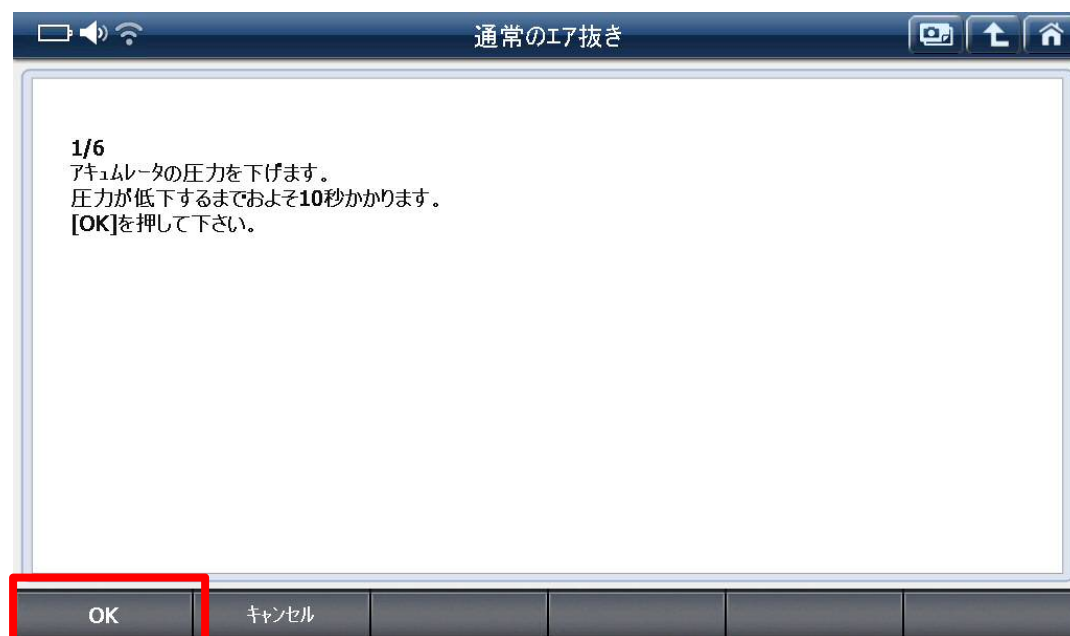 通常のｴｱ抜き
1/6
ｱｷｭﾑﾚｰﾀの圧力を下げます。
圧力が低下するまでおよそ10秒かかります。
[OK]を押して下さい。
OK ｷｬﾝｾﾙ